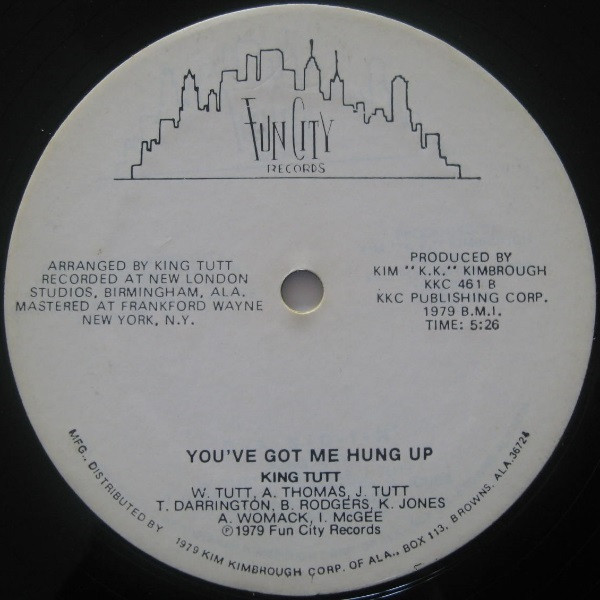 FUN CITY
RECORDS
ARRANGED BY KING TUTT
RECORDED AT NEW LONDON
STUDIOS, BIRMINGHAM, ALA.
MASTERED AT FRANKFORD WAYNE
NEW YORK, N.Y.
PRODUCED BY
KIM "K.K." KIMBROUGH
KKC 461 B
KKC PUBLISHING CORP.
1979 B.M.I.
TIME: 5:26
YOU'VE GOT ME HUNG UP
KING TUTT
W. TUTT, A. THOMAS, J. TUTT
T. DARRINGTON, B. RODGERS, K. JONES
A. WOMACK, I. McGEE
℗1979 Fun City Records
MFG., DISTRIBUTED BY 1979 KIM KIMBROUGH CORP. OF ALA., BOX 113, BROWNS, ALA. 36724